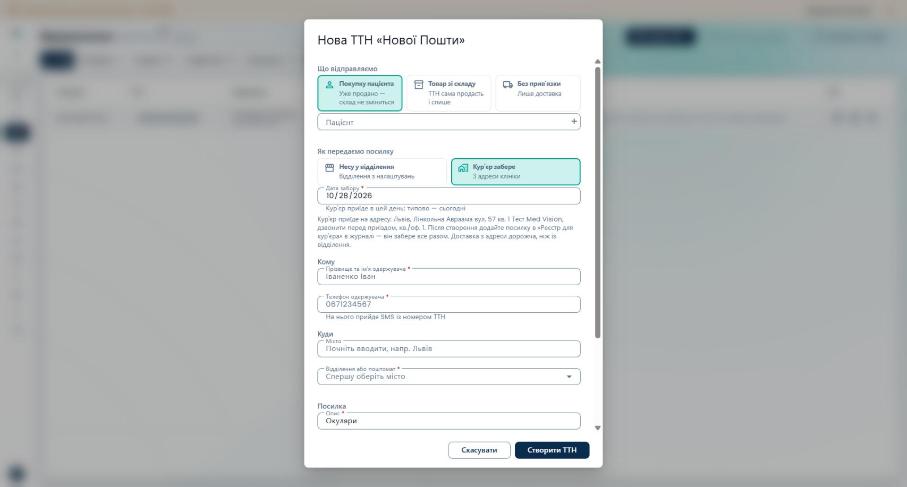 Нова ТТН «Нової Пошти»
Що відправляємо
Покупку пацієнта
Уже продано —
склад не зміниться
Товар зі складу
ТТН сама продасть
і спише
Без прив'язки
Лише доставка
Пацієнт
Як передаємо посилку
Несу у відділення
Відділення з налаштувань
Кур'єр забере
З адреси клініки
Дата забору *
10/28/2026
Кур'єр приїде в цей день; типово — сьогодні
Кур'єр приїде на адресу: Львів, Лінкольна Авраама вул, 57 кв. 1 Тест Med Vision,
дзвонити перед приїздом, кв./оф. 1. Після створення додайте посилку в «Реєстр для
кур'єра» в журналі — він забере все разом. Доставка з адреси дорожча, ніж із
відділення.
Кому
Прізвище та ім'я одержувача *
Іваненко Іван
Телефон одержувача *
0671234567
На нього прийде SMS із номером ТТН
Куди
Місто
Почніть вводити, напр. Львів
Відділення або поштомат *
Спершу оберіть місто
Посилка
Опис *
Окуляри
Скасувати
Створити ТТН